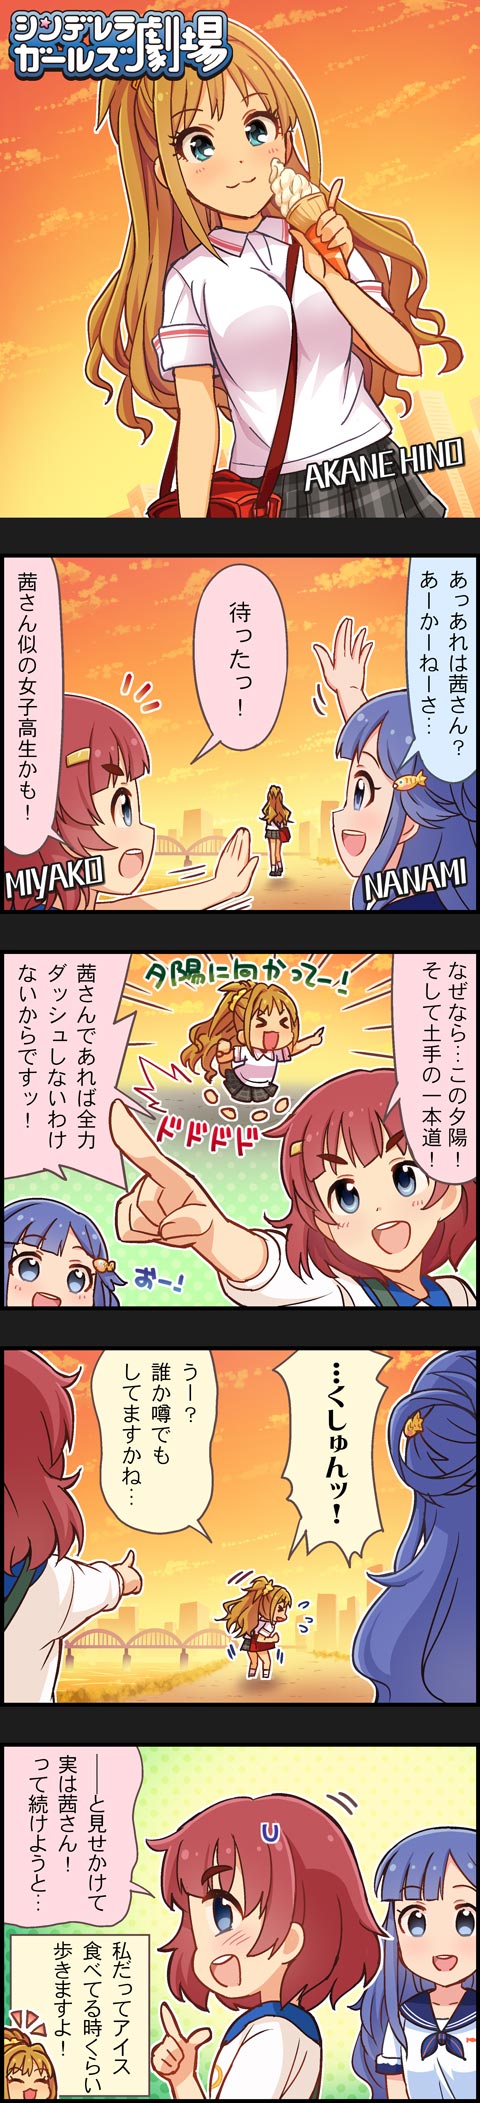 シンデレラ
ガールズ劇場
AKANE HINO
あっあれは茜さん？
あーかーねーさ…
待ったっ！
茜さん似の女子高生かも！
MIYAKO
NANAMI
なぜなら…この夕陽！
そして土手の一本道！
夕陽に向かってー！
ドドドド
茜さんであれば全力
ダッシュしないわけ
ないからですッ！
おー！
…くしゅんッ！
うー？
誰か噂でも
してますかね…
――と見せかけて
実は茜さん！
って続けようと…
私だってアイス
食べてる時くらい
歩きますよ！